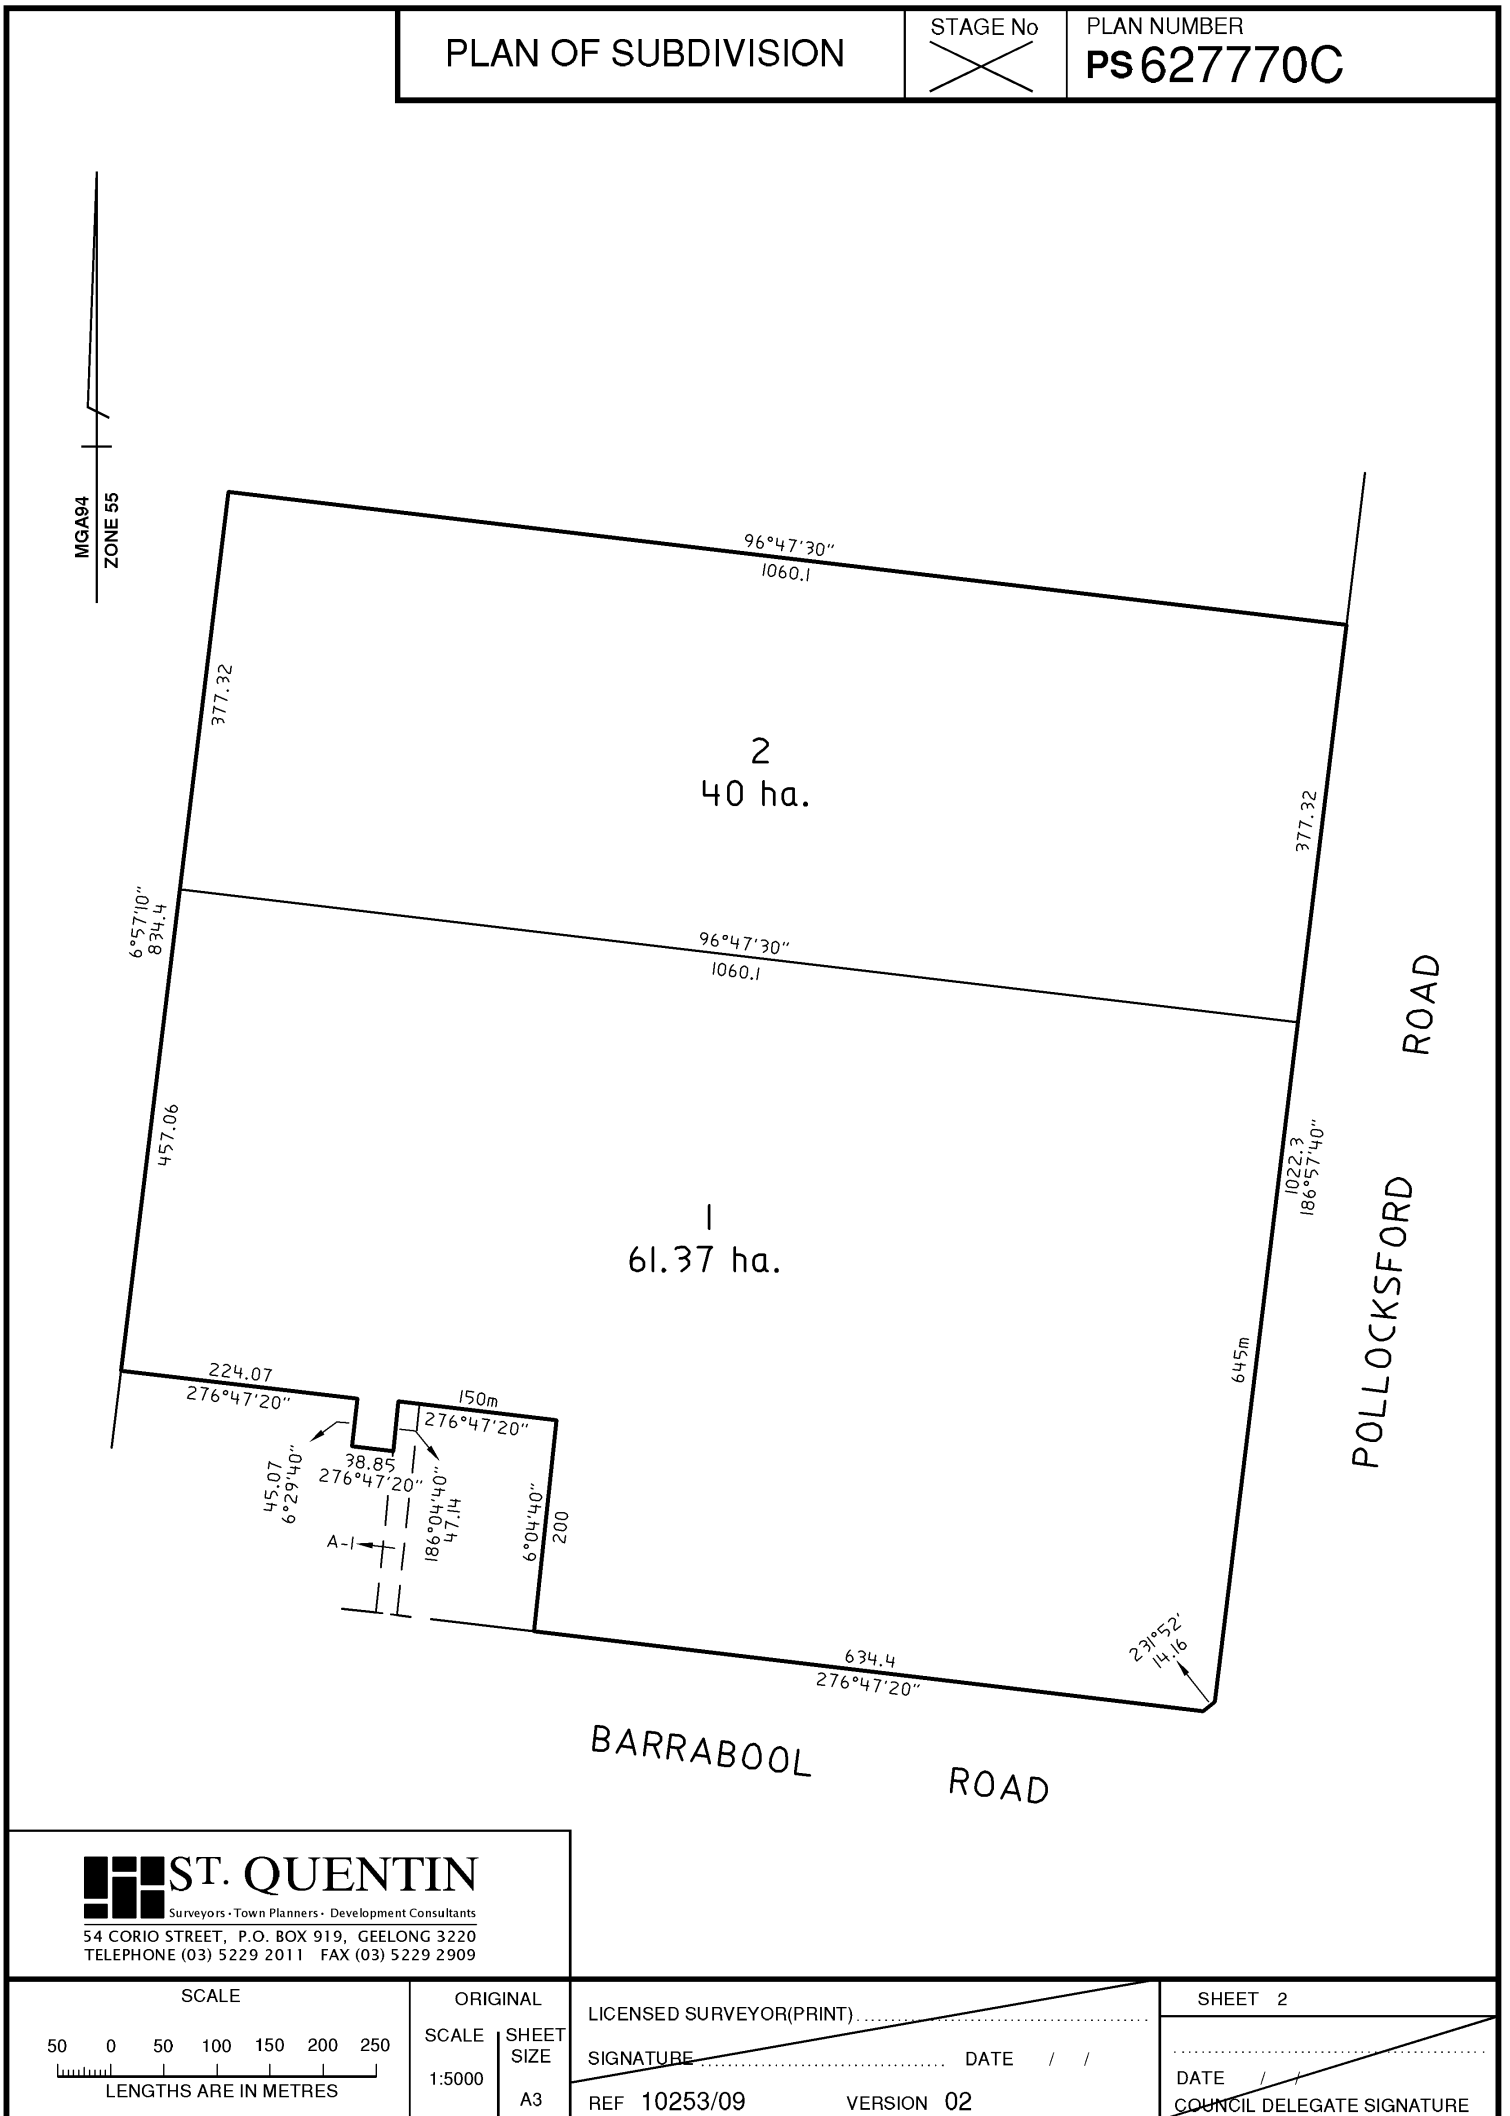 PLAN OF SUBDIVISION
STAGE No
PLAN NUMBER
PS 627770C
MGA94
ZONE 55
96°47'30"
1060.1
377.32
2
40 ha.
377.32
6°57'10"
834.4
96°47'30"
1060.1
ROAD
457.06
1022.3
186°57'40"
1
61.37 ha.
POLLOCKSFORD
645m
224.07
276°47'20"
150m
276°47'20"
45.07
6°29'40"
38.85
276°47'20"
186°04'40"
47.14
6°04'40"
200
A-1
231°52'
14.16
634.4
276°47'20"
BARRABOOL ROAD
ST. QUENTIN
Surveyors · Town Planners · Development Consultants
54 CORIO STREET, P.O. BOX 919, GEELONG 3220
TELEPHONE (03) 5229 2011 FAX (03) 5229 2909
SCALE
50 0 50 100 150 200 250
LENGTHS ARE IN METRES
ORIGINAL
SCALE
1:5000
SHEET
SIZE
A3
LICENSED SURVEYOR(PRINT)
SIGNATURE DATE / /
REF 10253/09 VERSION 02
SHEET 2
DATE / /
COUNCIL DELEGATE SIGNATURE